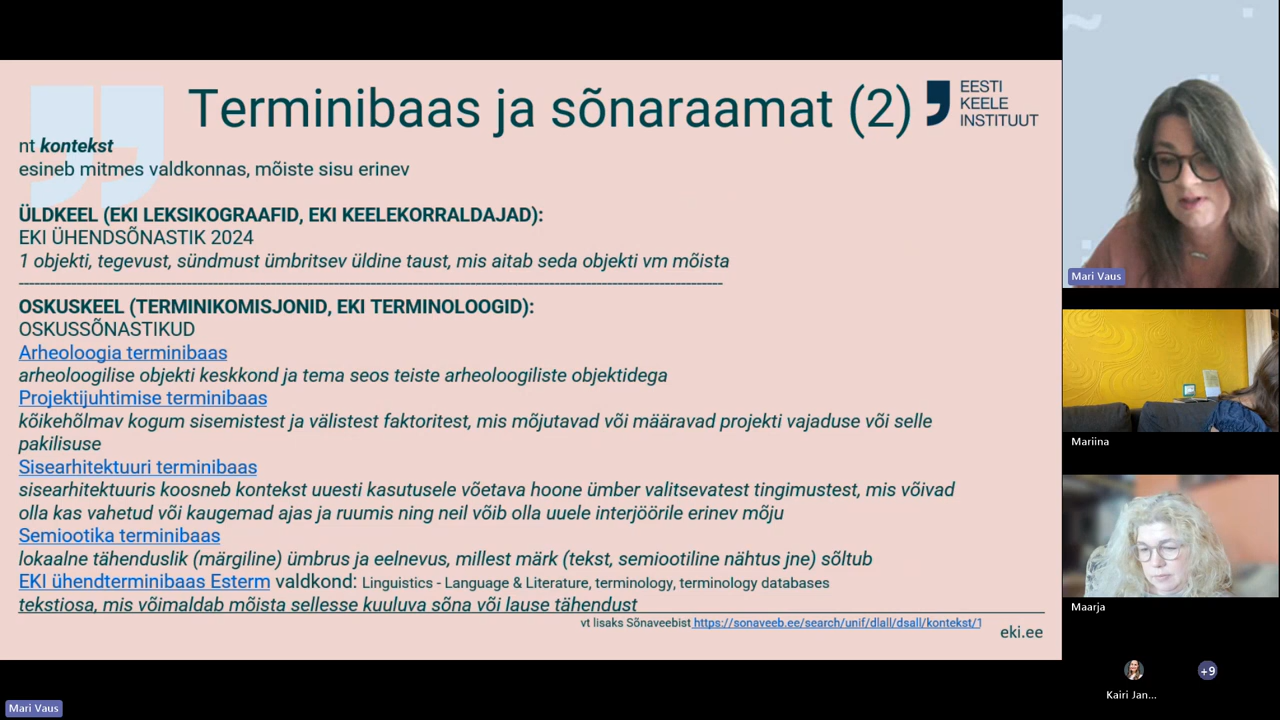 Terminibaas ja sõnaraamat (2)
EESTI
KEELE
INSTITUUT
nt kontekst
esineb mitmes valdkonnas, mõiste sisu erinev
ÜLDKEEL (EKI LEKSIKOGRAAFID, EKI KEELEKORRALDAJAD):
EKI ÜHENDSÕNASTIK 2024
1 objekti, tegevust, sündmust ümbritsev üldine taust, mis aitab seda objekti vm mõista
OSKUSKEEL (TERMINIKOMISJONID, EKI TERMINOLOOGID):
OSKUSSÕNASTIKUD
Arheoloogia terminibaas
arheoloogilise objekti keskkond ja tema seos teiste arheoloogiliste objektidega
Projektijuhtimise terminibaas
kõikehõlmav kogum sisemistest ja välistest faktoritest, mis mõjutavad või määravad projekti vajaduse või selle
pakilisuse
Sisearhitektuuri terminibaas
sisearhitektuuris koosneb kontekst uuesti kasutusele võetava hoone ümber valitsevatest tingimustest, mis võivad
olla kas vahetud või kaugemad ajas ja ruumis ning neil võib olla uuele interjöörile erinev mõju
Semiootika terminibaas
lokaalne tähenduslik (märgiline) ümbrus ja eelnevus, millest märk (tekst, semiootiline nähtus jne) sõltub
EKI ühendterminibaas Esterm valdkond: Linguistics - Language & Literature, terminology, terminology databases
tekstiosa, mis võimaldab mõista sellesse kuuluva sõna või lause tähendust
vt lisaks Sõnaveebist https://sonaveeb.ee/search/unif/dlall/dsall/kontekst/1
eki.ee
Mari Vaus
Mari Vaus
Mariina
Maarja
Kairi Jan...
+9